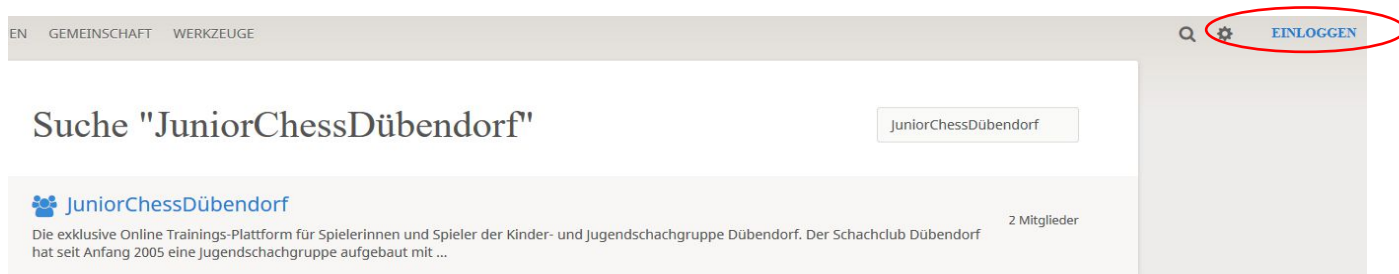 EN GEMEINSCHAFT WERKZEUGE EINLOGGEN
Suche "JuniorChessDübendorf"
JuniorChessDübendorf
JuniorChessDübendorf
2 Mitglieder
Die exklusive Online Trainings-Plattform für Spielerinnen und Spieler der Kinder- und Jugendschachgruppe Dübendorf. Der Schachclub Dübendorf
hat seit Anfang 2005 eine Jugendschachgruppe aufgebaut mit ...